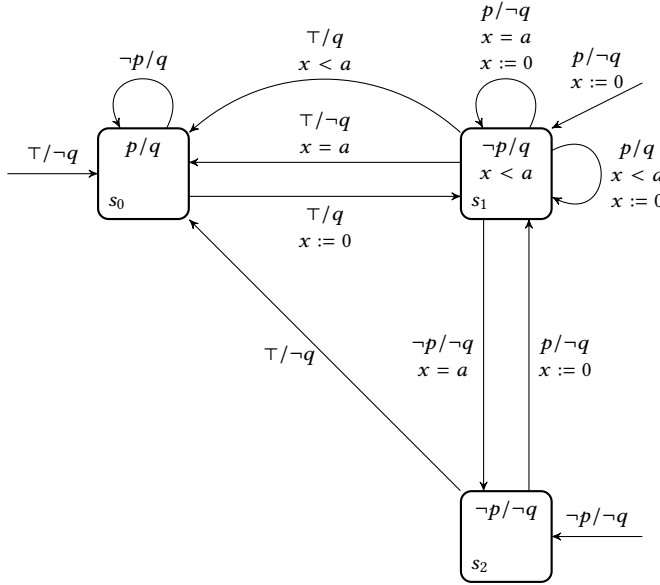 p/¬q
x = a
x := 0
⊤/q
x < a
¬p/q
p/¬q
x := 0
⊤/¬q
p/q
s₀
⊤/¬q
x = a
¬p/q
x < a
s₁
p/q
x < a
x := 0
⊤/q
x := 0
⊤/¬q
¬p/¬q
x = a
p/¬q
x := 0
¬p/¬q
s₂
¬p/¬q